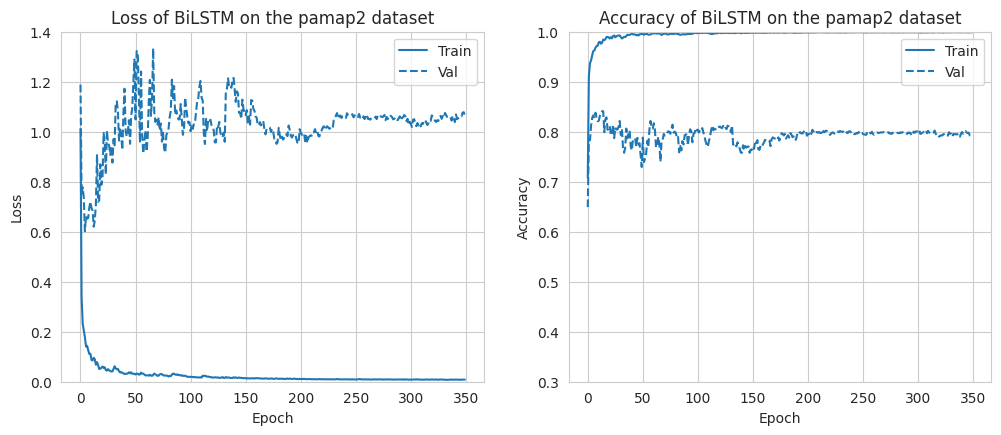 Loss of BiLSTM on the pamap2 dataset
1.4
1.2
1.0
0.8
0.6
0.4
0.2
0.0
Loss
0 50 100 150 200 250 300 350
Epoch
Train
Val
Accuracy of BiLSTM on the pamap2 dataset
1.0
0.9
0.8
0.7
0.6
0.5
0.4
0.3
Accuracy
0 50 100 150 200 250 300 350
Epoch
Train
Val